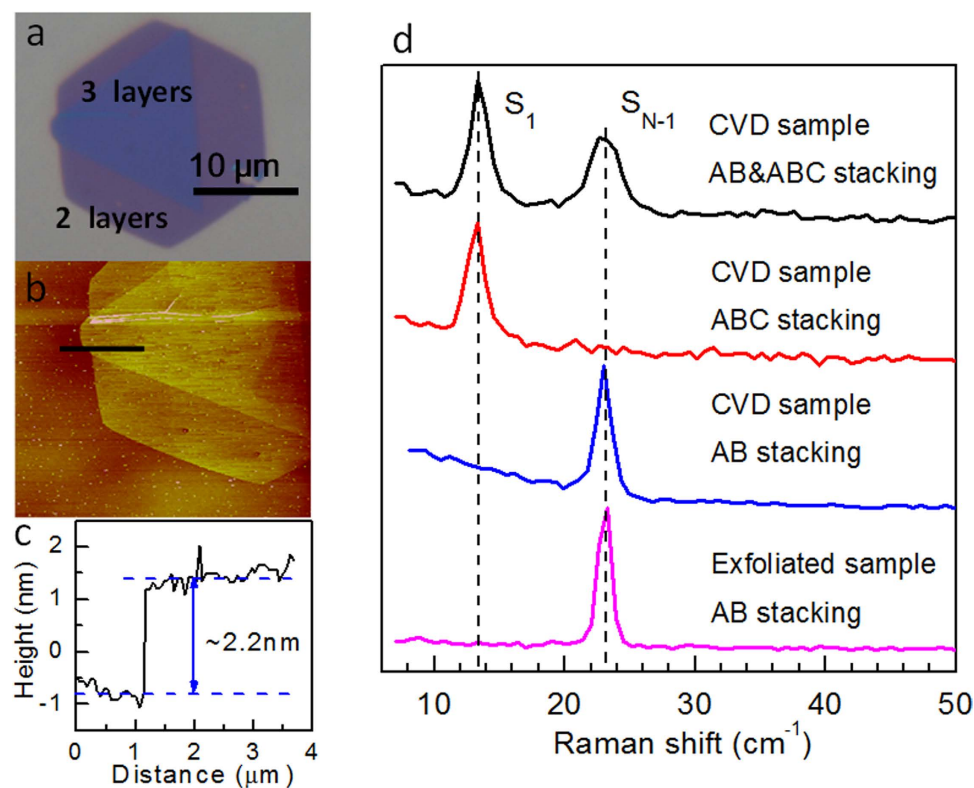 a
3 layers
10 μm
2 layers
b
c
2
1
0
-1
Height (nm)
~2.2nm
0 1 2 3 4
Distance (μm)
d
S1 SN-1
CVD sample
AB&ABC stacking
CVD sample
ABC stacking
CVD sample
AB stacking
Exfoliated sample
AB stacking
10 20 30 40 50
Raman shift (cm-1)